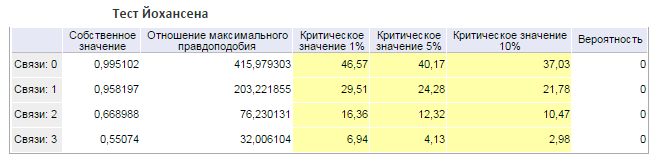 Тест Йохансена
Собственное значение Отношение максимального правдоподобия Критическое значение 1% Критическое значение 5% Критическое значение 10% Вероятность
Связи: 0 0,995102 415,979303 46,57 40,17 37,03 0
Связи: 1 0,958197 203,221855 29,51 24,28 21,78 0
Связи: 2 0,668988 76,230131 16,36 12,32 10,47 0
Связи: 3 0,55074 32,006104 6,94 4,13 2,98 0